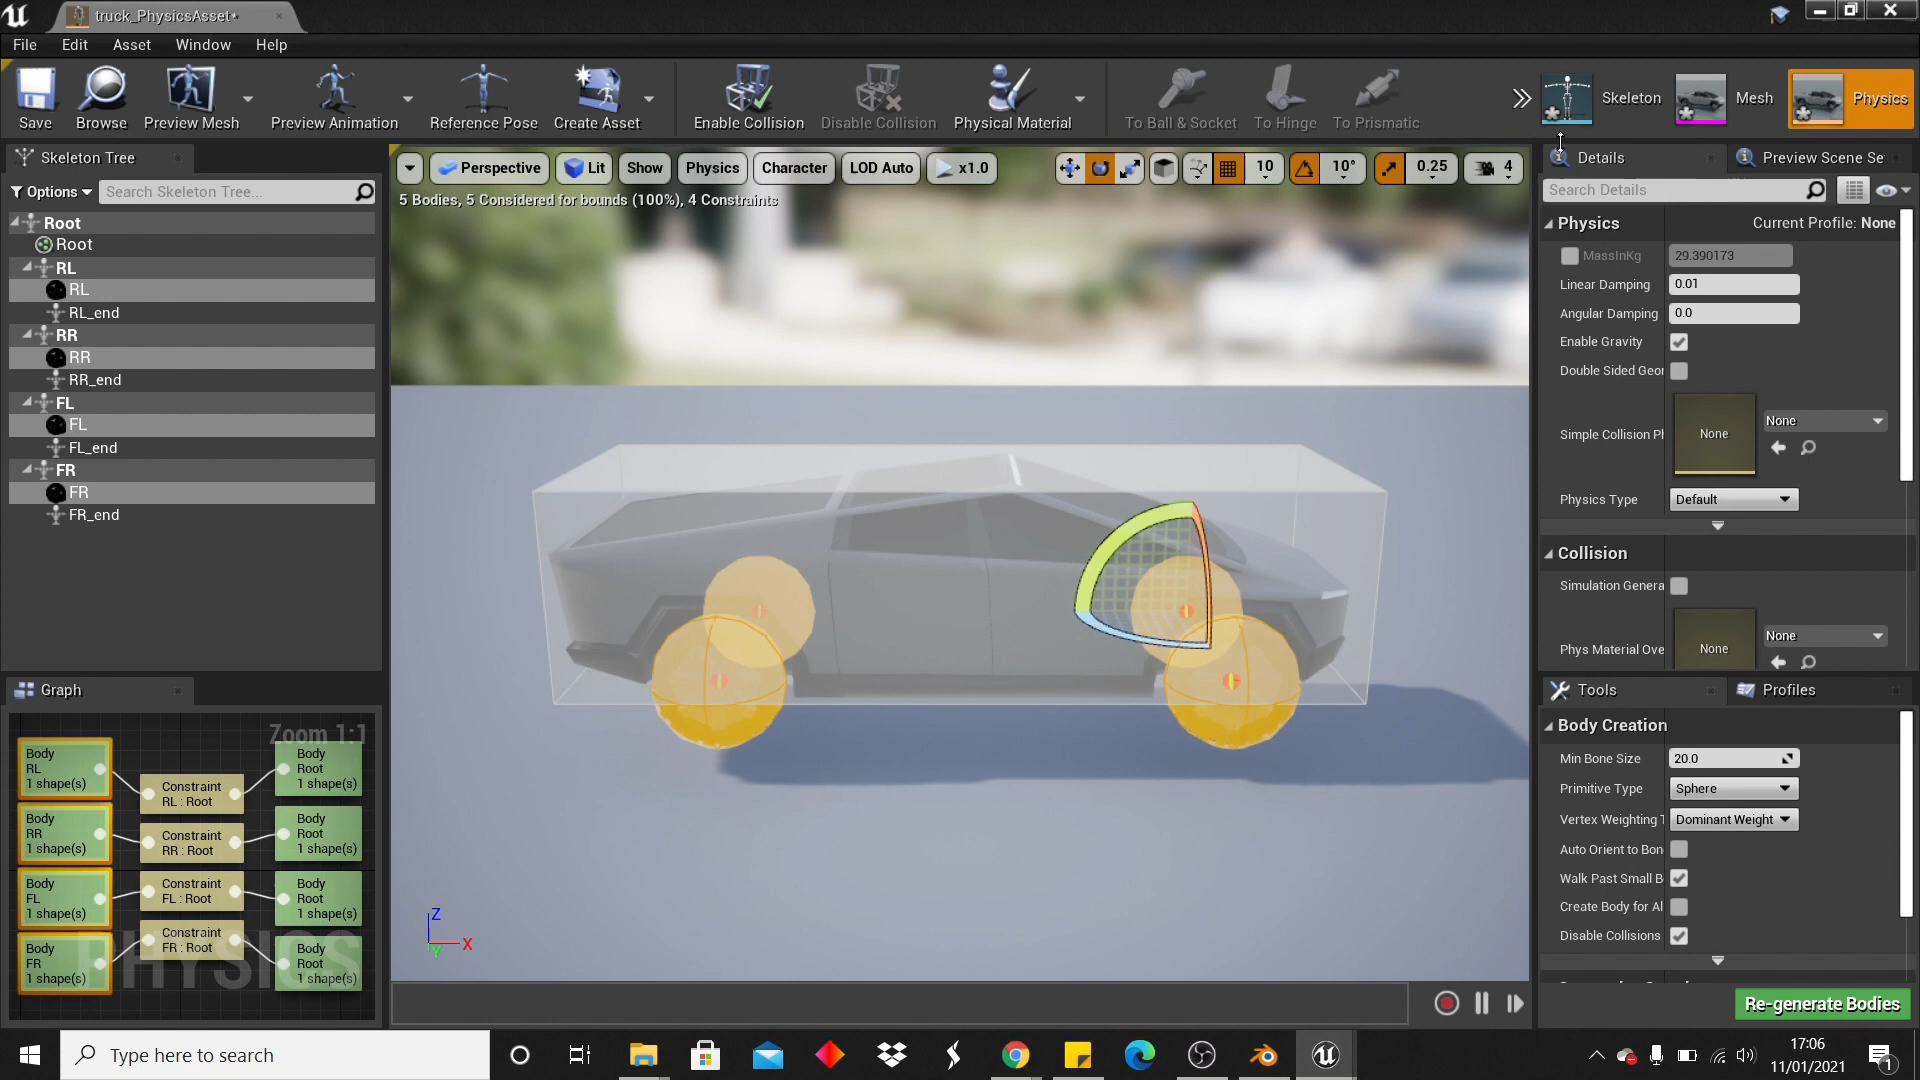 truck_PhysicsAsset*
File Edit Asset Window Help
Save Browse Preview Mesh Preview Animation Reference Pose Create Asset Enable Collision Disable Collision Physical Material To Ball & Socket To Hinge To Prismatic Skeleton Mesh Physics
Skeleton Tree
Options Search Skeleton Tree...
Root
Root
RL
RL
RL_end
RR
RR
RR_end
FL
FL
FL_end
FR
FR
FR_end
Perspective Lit Show Physics Character LOD Auto x1.0 10 10° 0.25 4
5 Bodies, 5 Considered for bounds (100%), 4 Constraints
Z
X
Y
Details Preview Scene Se
Search Details
Physics Current Profile: None
MassInKg 29.390173
Linear Damping 0.01
Angular Damping 0.0
Enable Gravity
Double Sided Geor
Simple Collision Ph None None
Physics Type Default
Collision
Simulation Genera
Phys Material Ove None None
Graph
Zoom 1:1
Body RL 1 shape(s)
Constraint RL : Root
Body Root 1 shape(s)
Body RR 1 shape(s)
Constraint RR : Root
Body Root 1 shape(s)
Body FL 1 shape(s)
Constraint FL : Root
Body Root 1 shape(s)
Body FR 1 shape(s)
Constraint FR : Root
Body Root 1 shape(s)
PHYSICS
Tools Profiles
Body Creation
Min Bone Size 20.0
Primitive Type Sphere
Vertex Weighting T Dominant Weight
Auto Orient to Bon
Walk Past Small B
Create Body for Al
Disable Collisions
Re-generate Bodies
Type here to search
17:06
11/01/2021
1